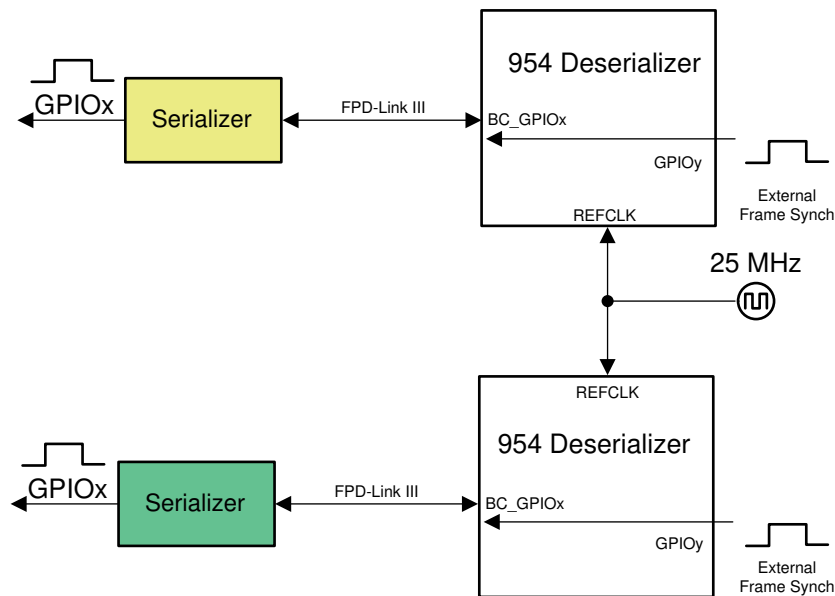 954 Deserializer
GPIOx
Serializer
FPD-Link III
BC_GPIOx
GPIOy
External
Frame Synch
REFCLK
25 MHz
REFCLK
954 Deserializer
GPIOx
Serializer
FPD-Link III
BC_GPIOx
GPIOy
External
Frame Synch